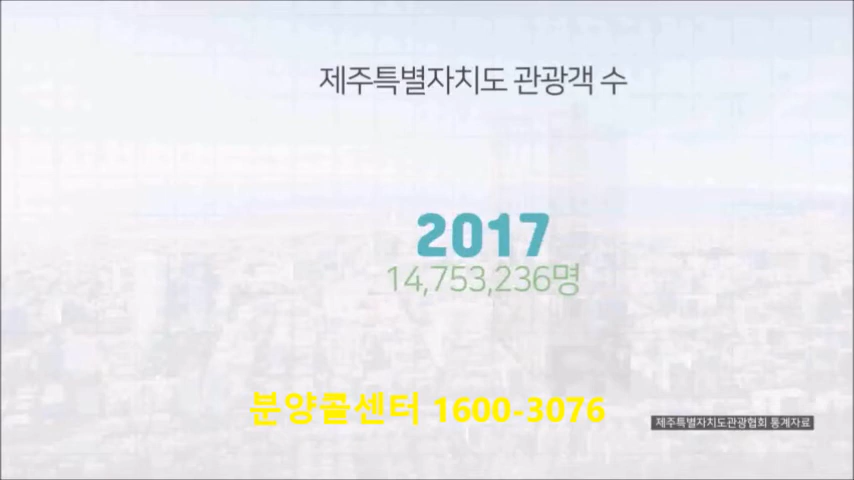 제주특별자치도 관광객 수
2017
14,753,236명
분양콜센터 1600-3076
제주특별자치도관광협회 통계자료